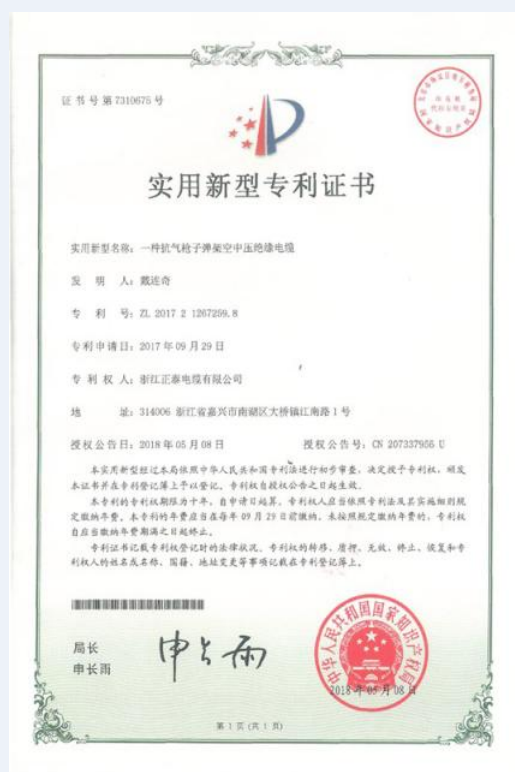 证书号第7310675号
实用新型专利证书
实用新型名称：一种抗气枪子弹架空中压绝缘电缆
发 明 人：戴连奇
专 利 号：ZL 2017 2 1267259.8
专利申请日：2017年09月29日
专 利 权 人：浙江正泰电缆有限公司
地 址：314006 浙江省嘉兴市南湖区大桥镇江南路1号
授权公告日：2018年05月08日 授权公告号：CN 207337956 U
本实用新型经过本局依照中华人民共和国专利法进行初步审查，决定授予专利权，颁发
本证书并在专利登记簿上予以登记。专利权自授权公告之日起生效。
本专利的专利权期限为十年，自申请日起算。专利权人应当依照专利法及其实施细则规
定缴纳年费。本专利的年费应当在每年09月29日前缴纳。未按照规定缴纳年费的，专利权
自应当缴纳年费期满之日起终止。
专利证书记载专利权登记时的法律状况。专利权的转移、质押、无效、终止、恢复和专
利权人的姓名或名称、国籍、地址变更等事项记载在专利登记簿上。
局长
申长雨
申长雨
中华人民共和国国家知识产权局
2018年05月08日
第1页（共1页）